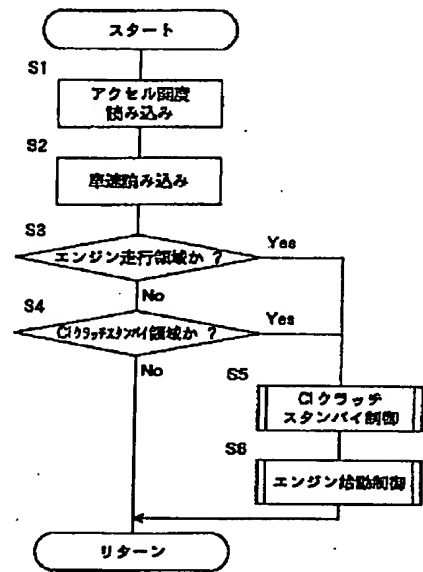 スタート
S1
アクセル開度
読み込み
S2
車速読み込み
S3
エンジン走行領域か ?
Yes
No
S4
C1クラッチスタンバイ領域か ?
Yes
No
S5
C1クラッチ
スタンバイ制御
S6
エンジン始動制御
リターン